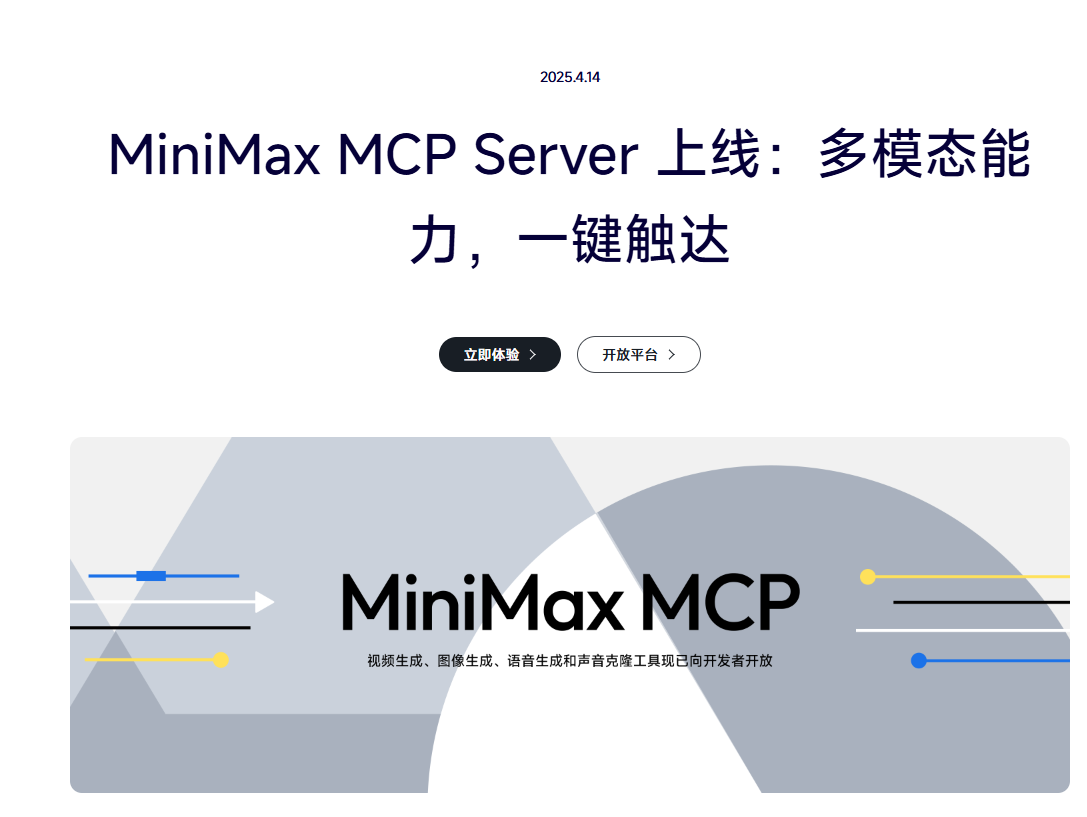 2025.4.14
MiniMax MCP Server 上线：多模态能
力，一键触达
立即体验
开放平台
MiniMax MCP
视频生成、图像生成、语音生成和声音克隆工具现已向开发者开放